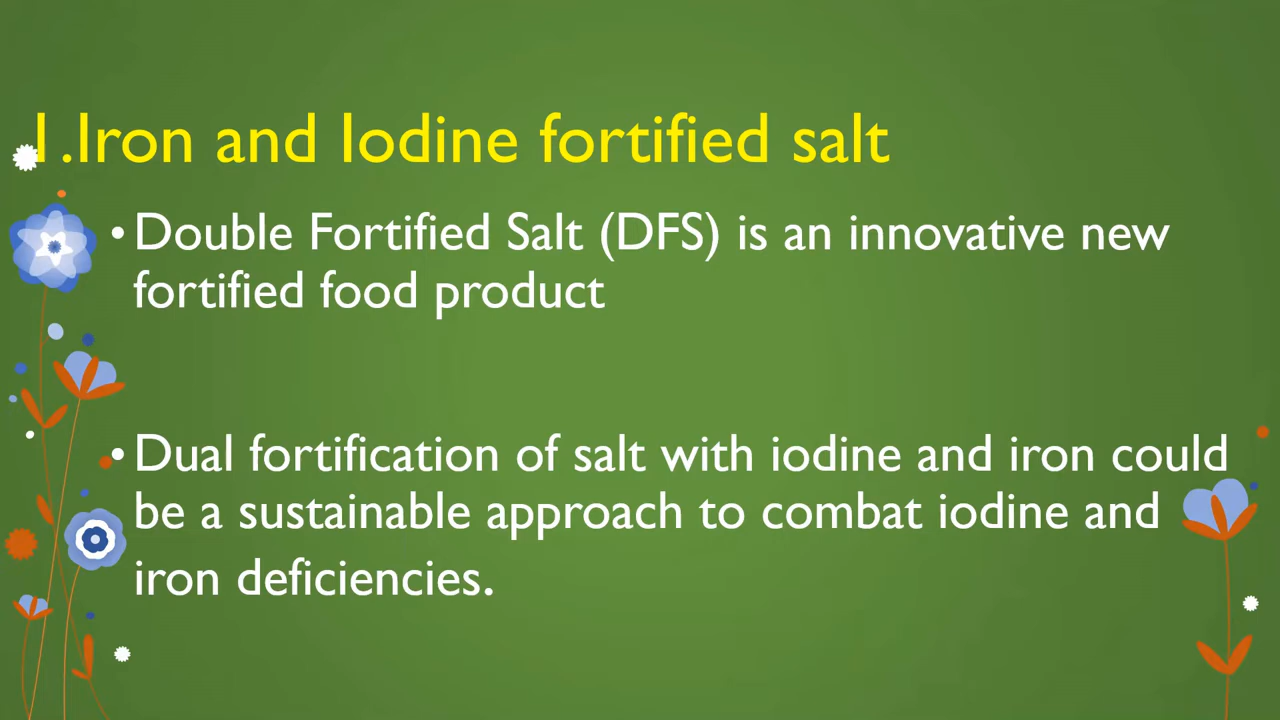 1.Iron and Iodine fortified salt
•Double Fortified Salt (DFS) is an innovative new
fortified food product
•Dual fortification of salt with iodine and iron could
be a sustainable approach to combat iodine and
iron deficiencies.